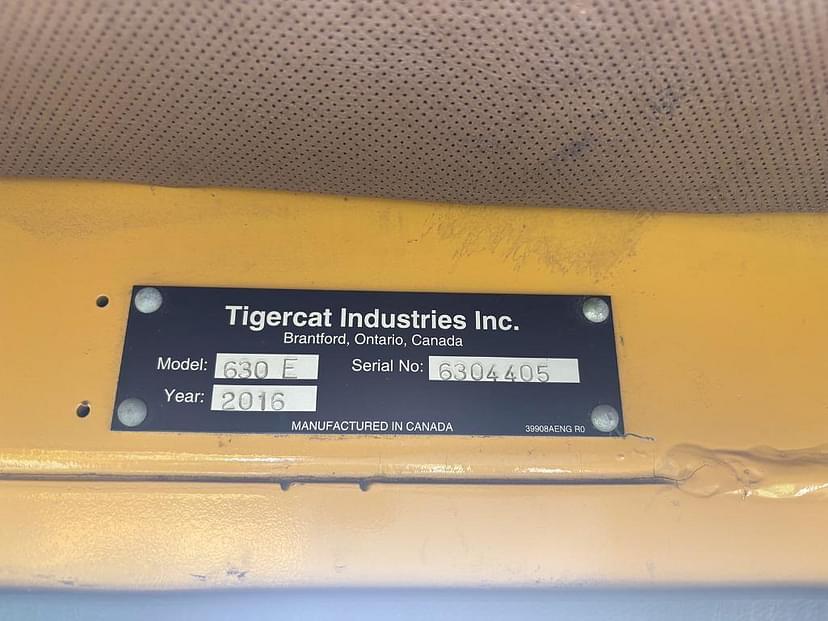 Tigercat Industries Inc.
Brantford, Ontario, Canada
Model: 630 E Serial No: 6304405
Year: 2016
MANUFACTURED IN CANADA 39908AENG R0